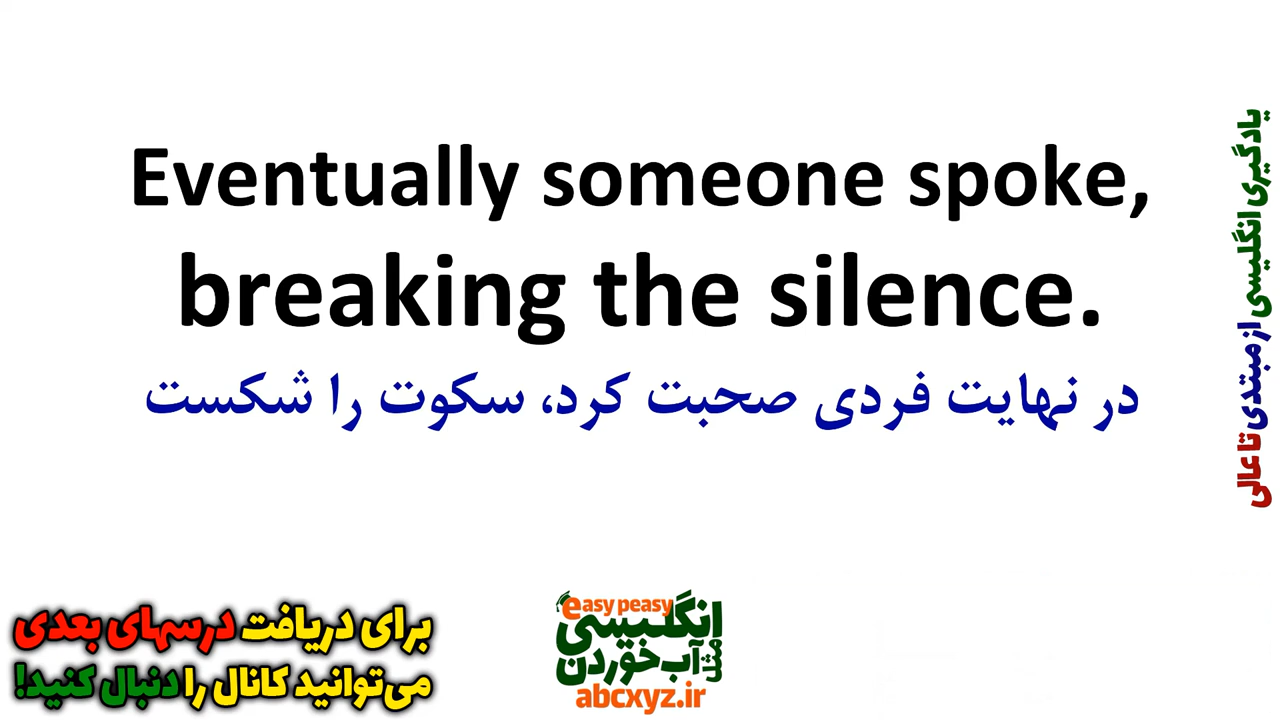 Eventually someone spoke,
breaking the silence.
در نهایت فردی صحبت کرد، سکوت را شکست
یادگیری انگلیسی از مبتدی تا عالی
برای دریافت درسهای بعدی
می‌توانید کانال را دنبال کنید!
easy peasy
انگلیسی
مثل آب خوردن
abcxyz.ir